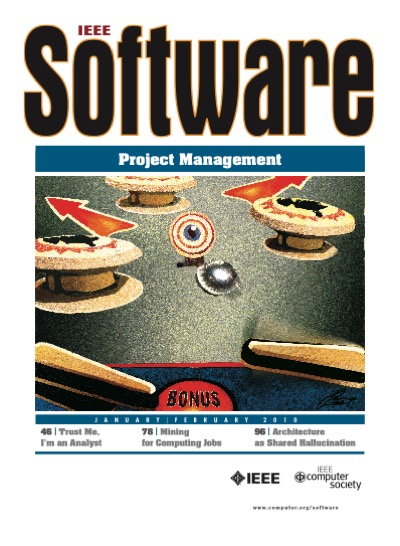 IEEE
Software
Project Management
BONUS
JANUARY|FEBRUARY 2010
46 | Trust Me,
I'm an Analyst
78 | Mining
for Computing Jobs
96 | Architecture
as Shared Hallucination
IEEE
IEEE
computer
society
www.computer.org/software